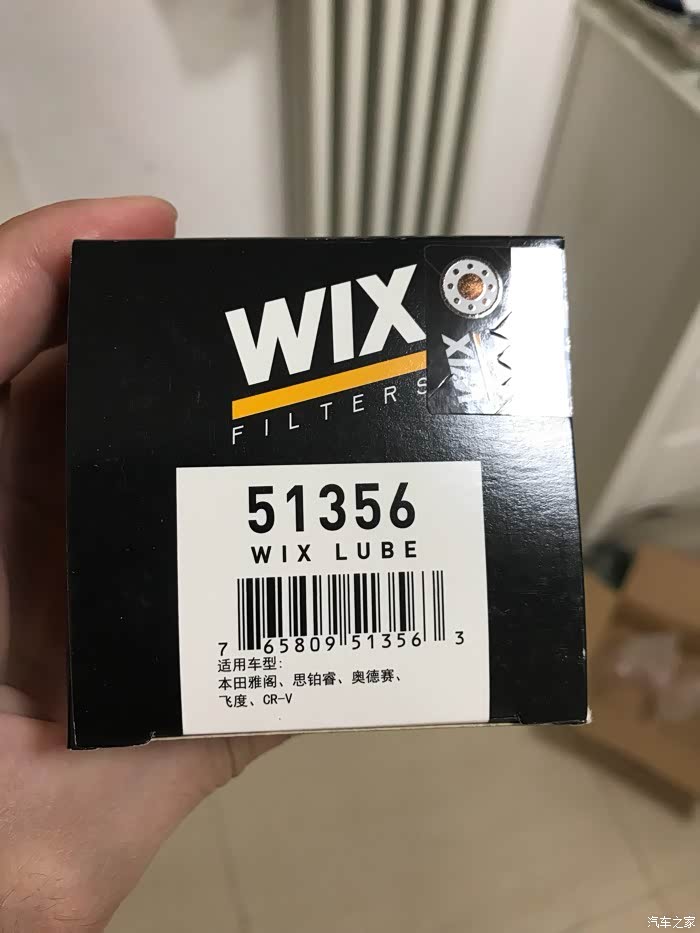 WIX
FILTERS
WIX
51356
WIX LUBE
7 65809 51356 3
适用车型:
本田雅阁、思铂睿、奥德赛、
飞度、CR-V
汽车之家